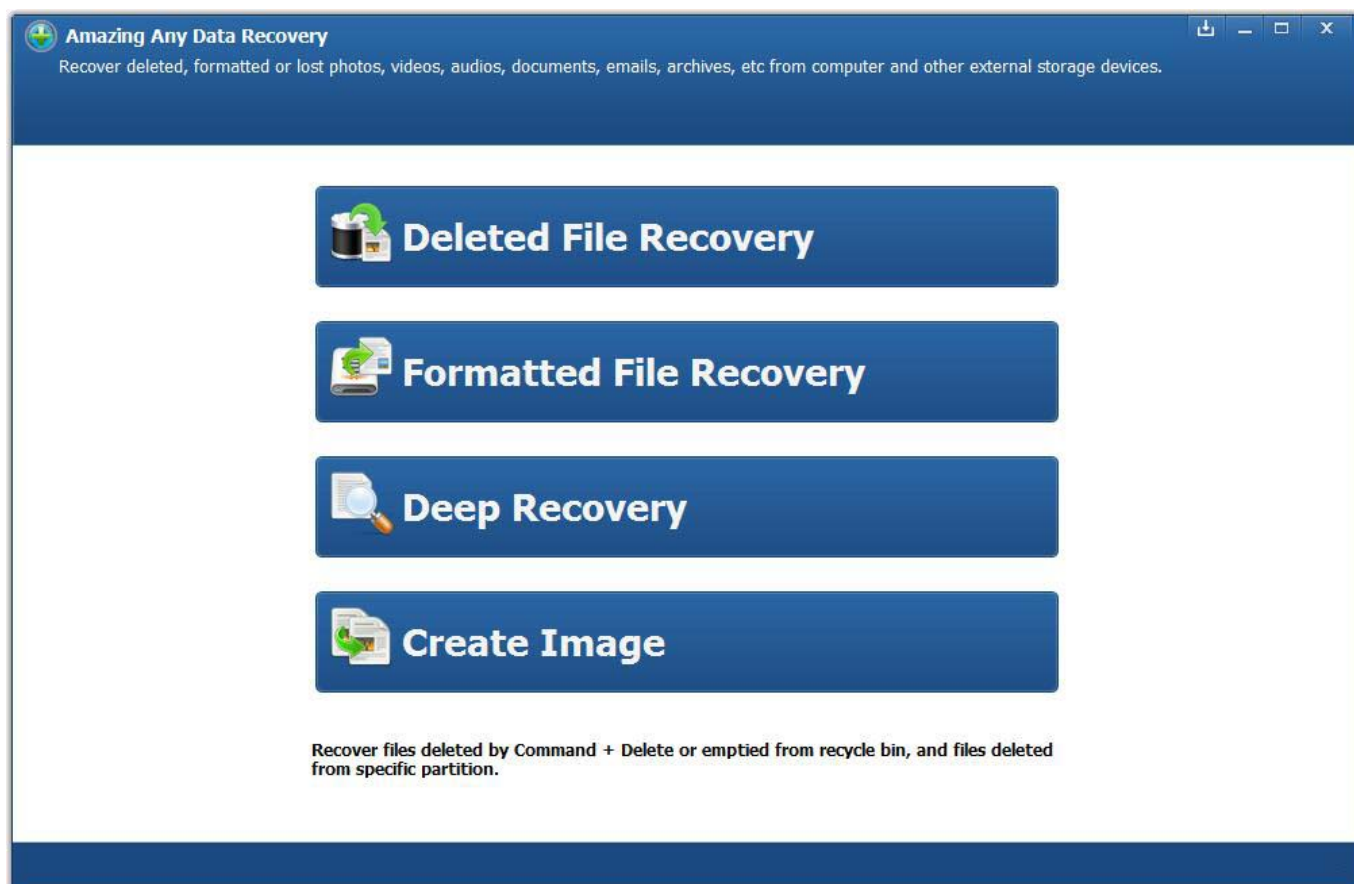 Amazing Any Data Recovery
Recover deleted, formatted or lost photos, videos, audios, documents, emails, archives, etc from computer and other external storage devices.
Deleted File Recovery
Formatted File Recovery
Deep Recovery
Create Image
Recover files deleted by Command + Delete or emptied from recycle bin, and files deleted
from specific partition.